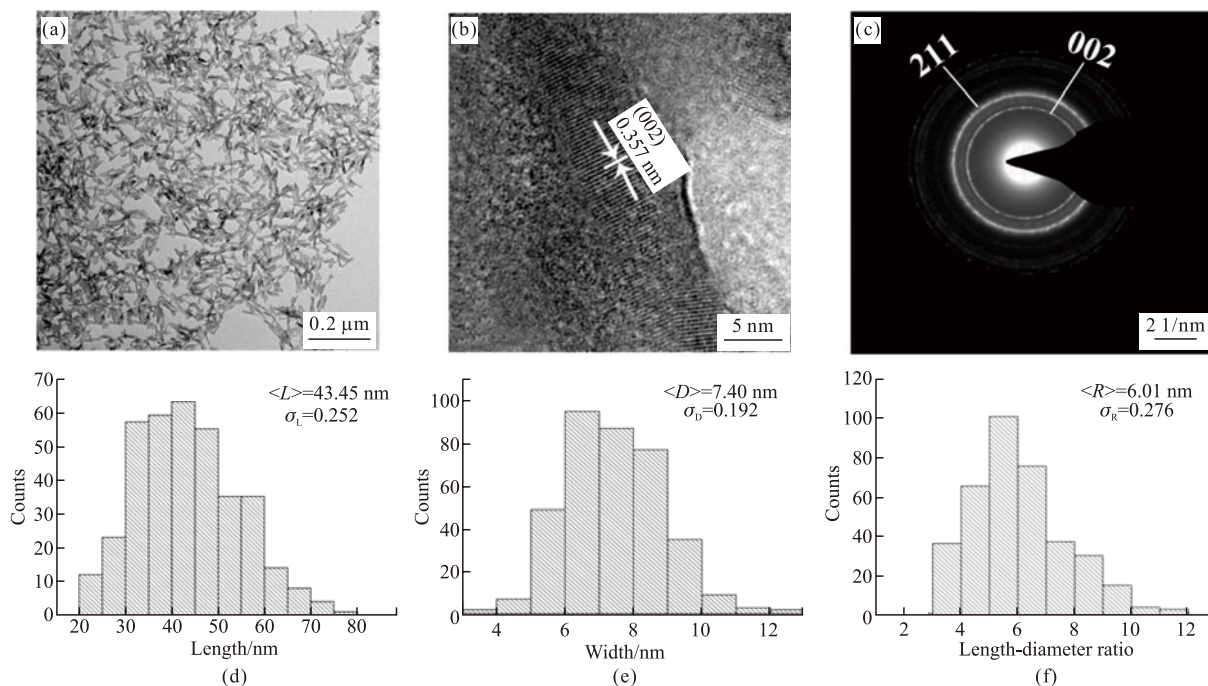 (a)
0.2 μm
(b)
(002)
0.357 nm
5 nm
(c)
211
002
2 1/nm
<L>=43.45 nm
σL=0.252
Counts
70
60
50
40
30
20
10
0
20 30 40 50 60 70 80
Length/nm
(d)
<D>=7.40 nm
σD=0.192
Counts
100
80
60
40
20
0
4 6 8 10 12
Width/nm
(e)
<R>=6.01 nm
σR=0.276
Counts
120
100
80
60
40
20
0
2 4 6 8 10 12
Length-diameter ratio
(f)